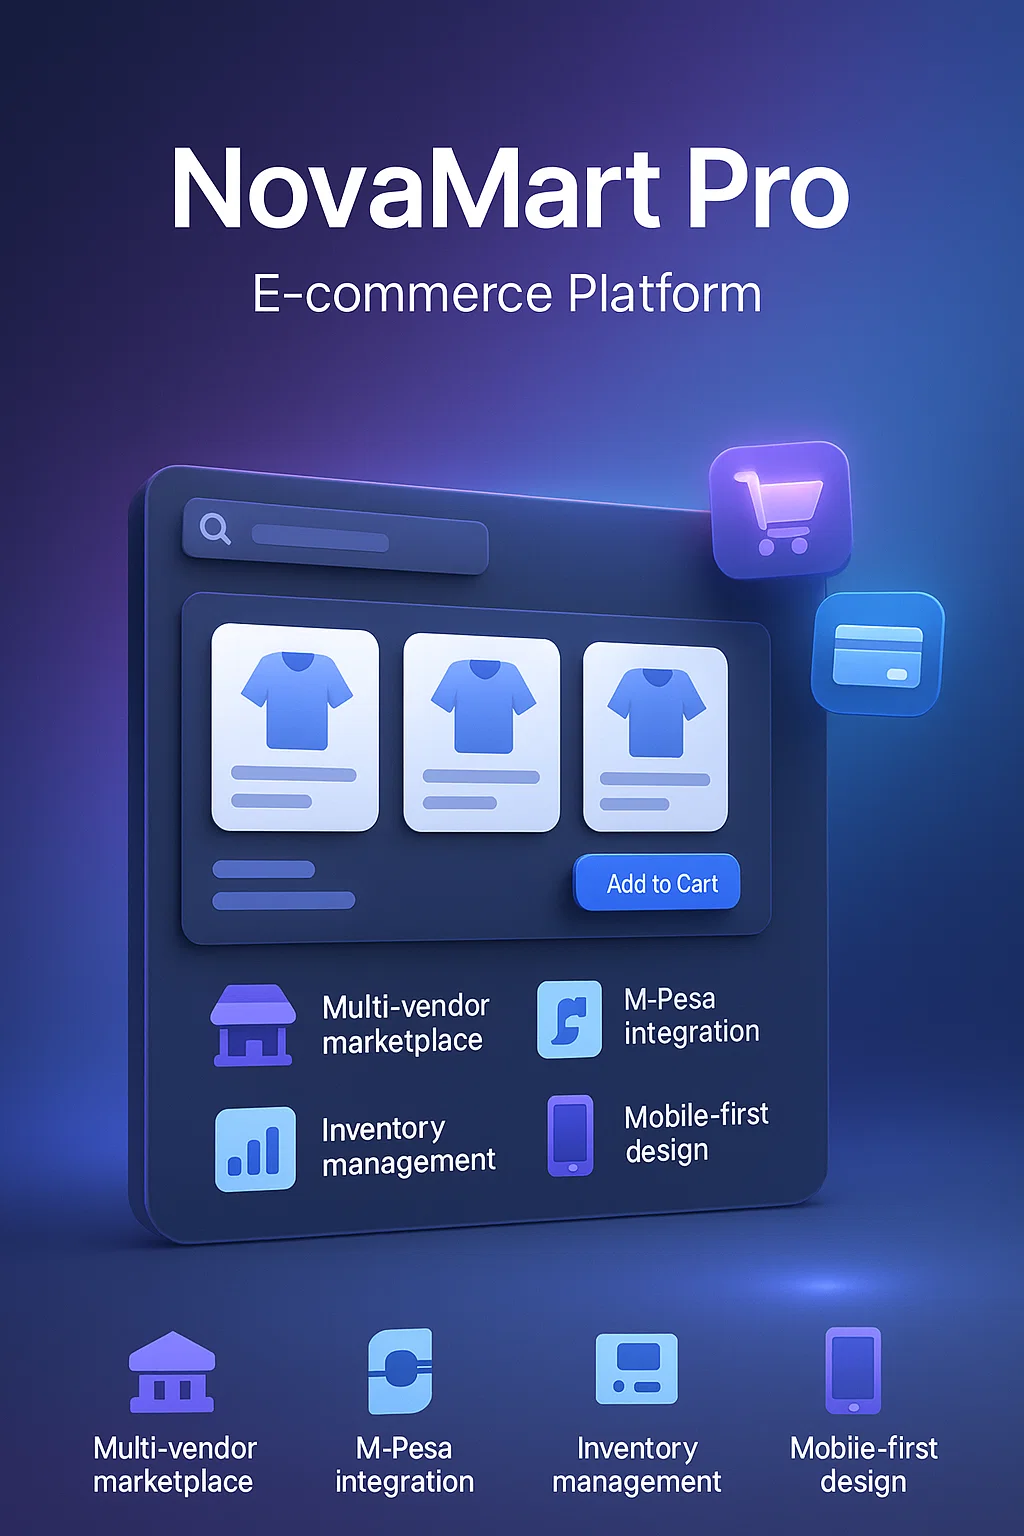 NovaMart Pro
E-commerce Platform
Add to Cart
Multi-vendor
marketplace
M-Pesa
integration
Inventory
management
Mobile-first
design
Multi-vendor
marketplace
M-Pesa
integration
Inventory
management
Mobiie-first
design